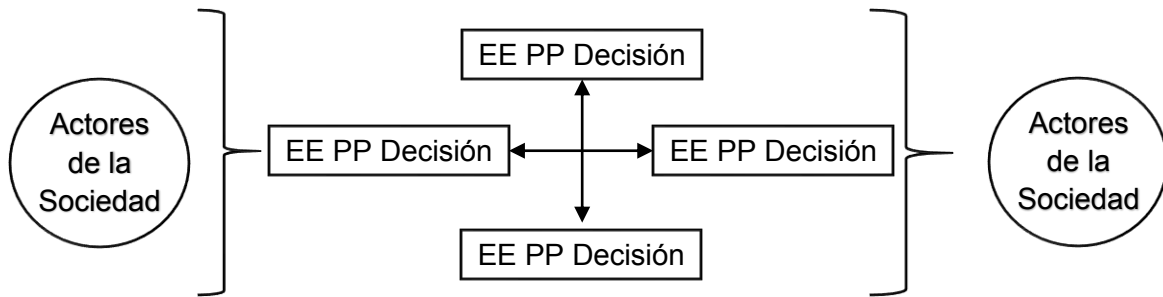 EE PP Decisión
Actores
de la
Sociedad
EE PP Decisión
EE PP Decisión
Actores
de la
Sociedad
EE PP Decisión